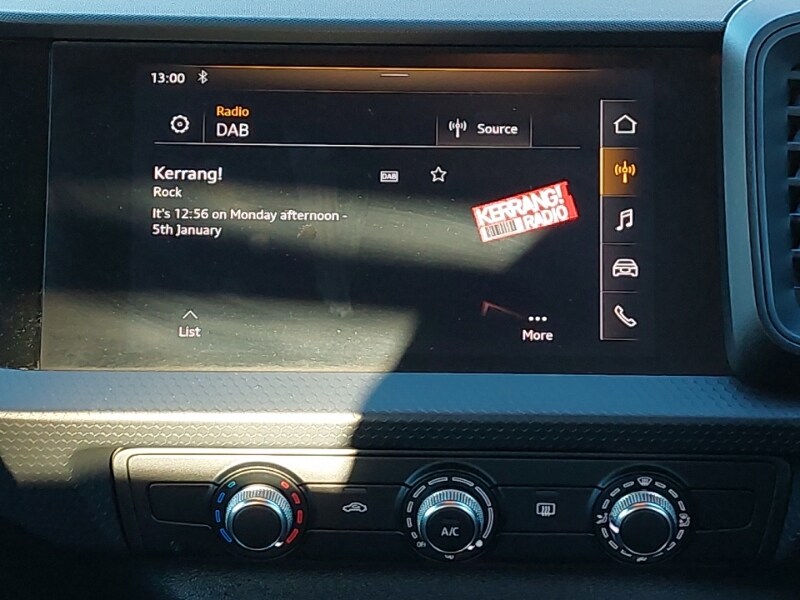 13:00
Radio
DAB
Source
Kerrang!
DAB
Rock
It's 12:56 on Monday afternoon -
5th January
KERRANG!
RADIO
List
More
A/C